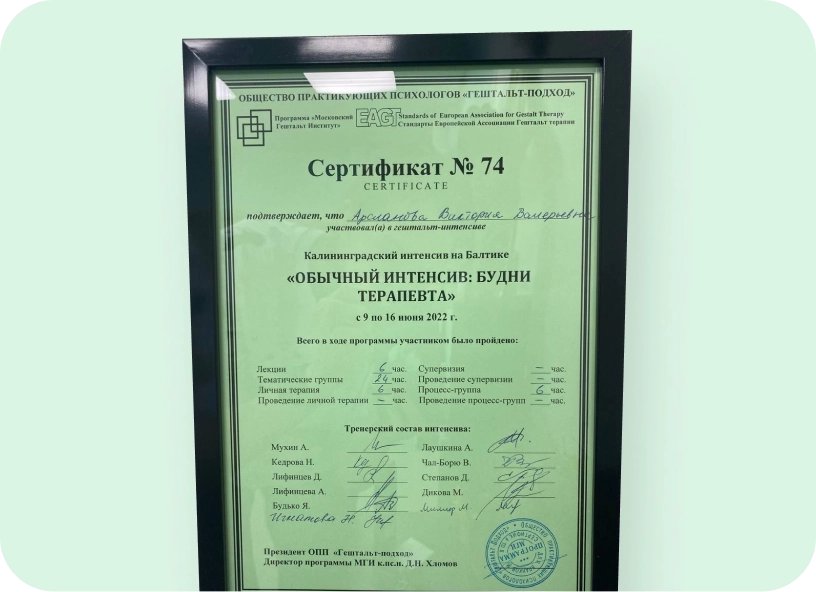 ОБЩЕСТВО ПРАКТИКУЮЩИХ ПСИХОЛОГОВ «ГЕШТАЛЬТ-ПОДХОД»
Программа «Московский Гештальт Институт»
EAGT Standards of European Association for Gestalt Therapy
Стандарты Европейской Ассоциации Гештальт терапии
Сертификат № 74
CERTIFICATE
подтверждает, что Арсланова Виктория Валерьевна
участвовал(а) в гештальт-интенсиве
Калининградский интенсив на Балтике
«ОБЫЧНЫЙ ИНТЕНСИВ: БУДНИ
ТЕРАПЕВТА»
с 9 по 16 июня 2022 г.
Всего в ходе программы участником было пройдено:
Лекции 6 час. Супервизия – час.
Тематические группы 24 час. Проведение супервизии – час.
Личная терапия 6 час. Процесс-группа 6 час.
Проведение личной терапии – час. Проведение процесс-групп – час.
Тренерский состав интенсива:
Мухин А. Лаушкина А.
Кедрова Н. Чал-Борю В.
Лифинцев Д. Степанов Д.
Лифинцева А. Дикова М.
Будько Я.
Игнатова Н.
Президент ОПП «Гештальт-подход»
Директор программы МГИ к.пс.н. Д.Н. Хломов
ПРОГРАММА
МГИ